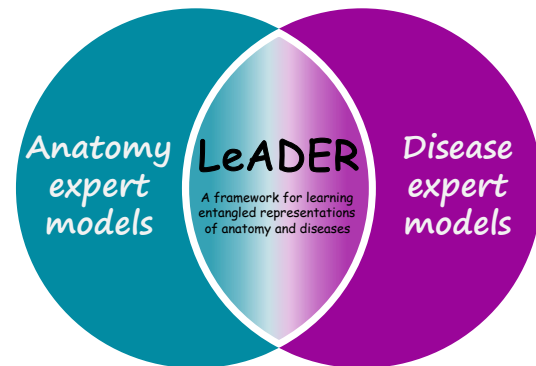 Anatomy
expert
models
LeADER
A framework for learning
entangled representations
of anatomy and diseases
Disease
expert
models